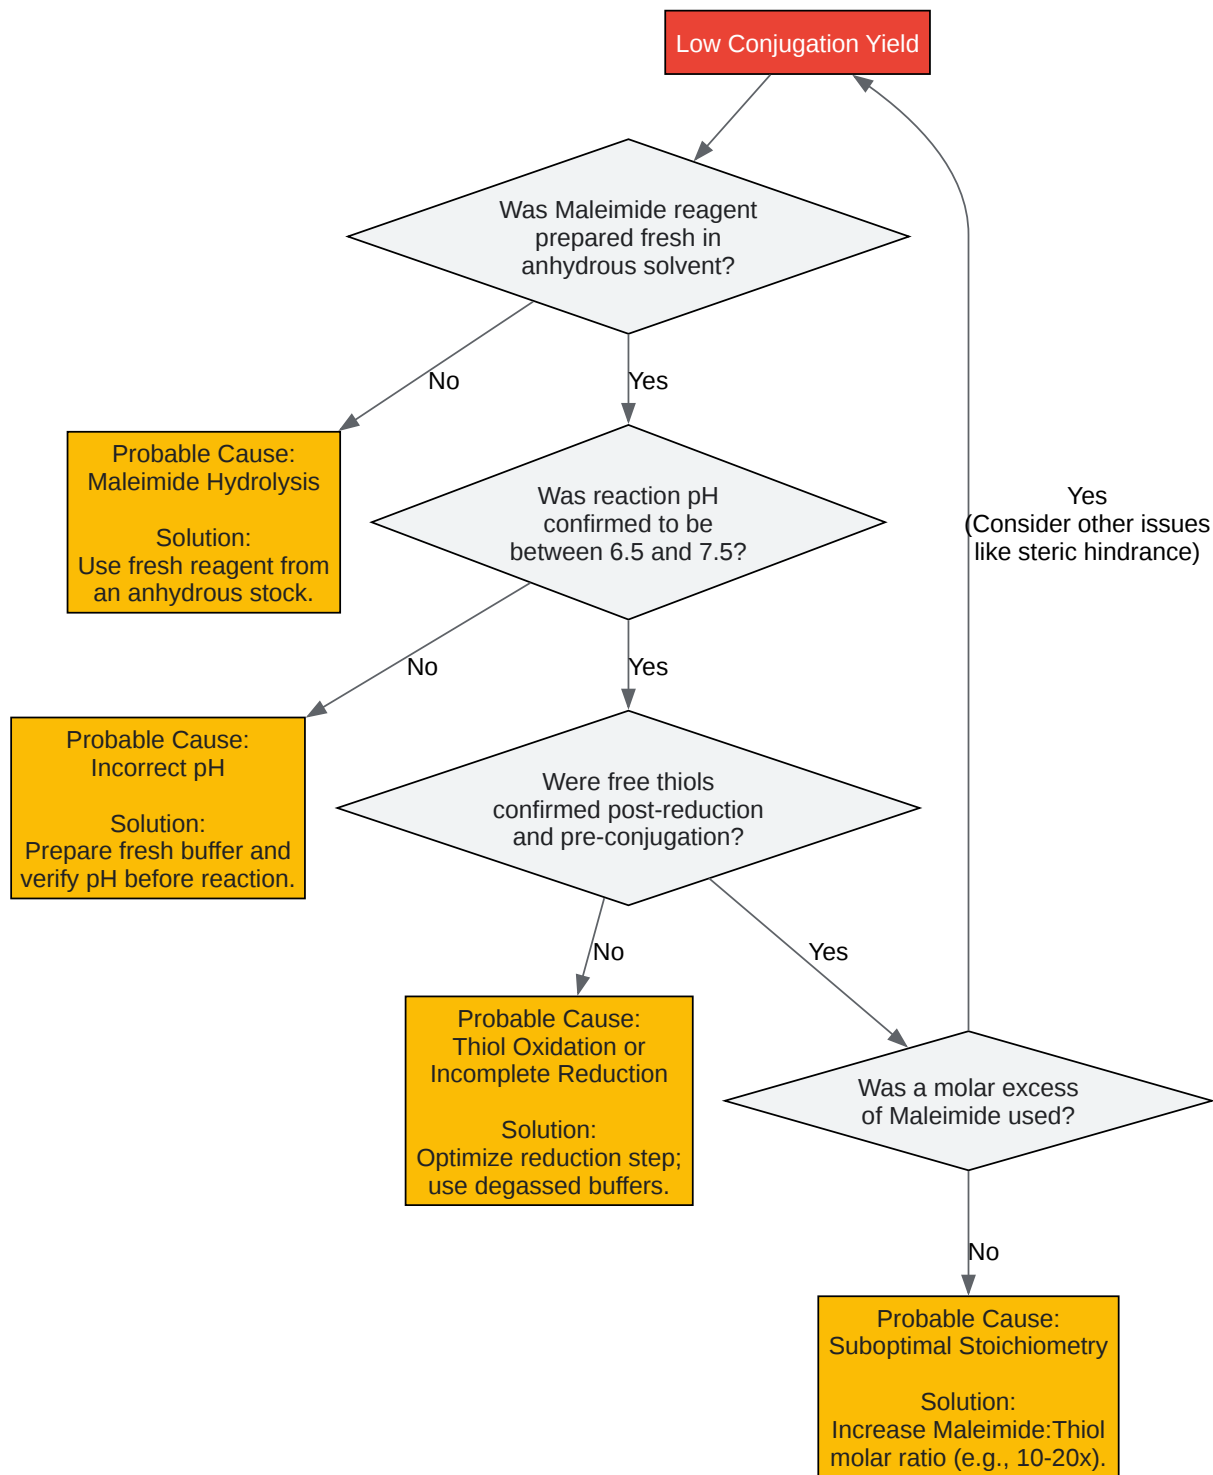 Low Conjugation Yield
Was Maleimide reagent
prepared fresh in
anhydrous solvent?
No
Yes
Probable Cause:
Maleimide Hydrolysis
Solution:
Use fresh reagent from
an anhydrous stock.
Was reaction pH
confirmed to be
between 6.5 and 7.5?
Yes
(Consider other issues
like steric hindrance)
No
Yes
Probable Cause:
Incorrect pH
Solution:
Prepare fresh buffer and
verify pH before reaction.
Were free thiols
confirmed post-reduction
and pre-conjugation?
No
Yes
Probable Cause:
Thiol Oxidation or
Incomplete Reduction
Solution:
Optimize reduction step;
use degassed buffers.
Was a molar excess
of Maleimide used?
No
Probable Cause:
Suboptimal Stoichiometry
Solution:
Increase Maleimide:Thiol
molar ratio (e.g., 10-20x).